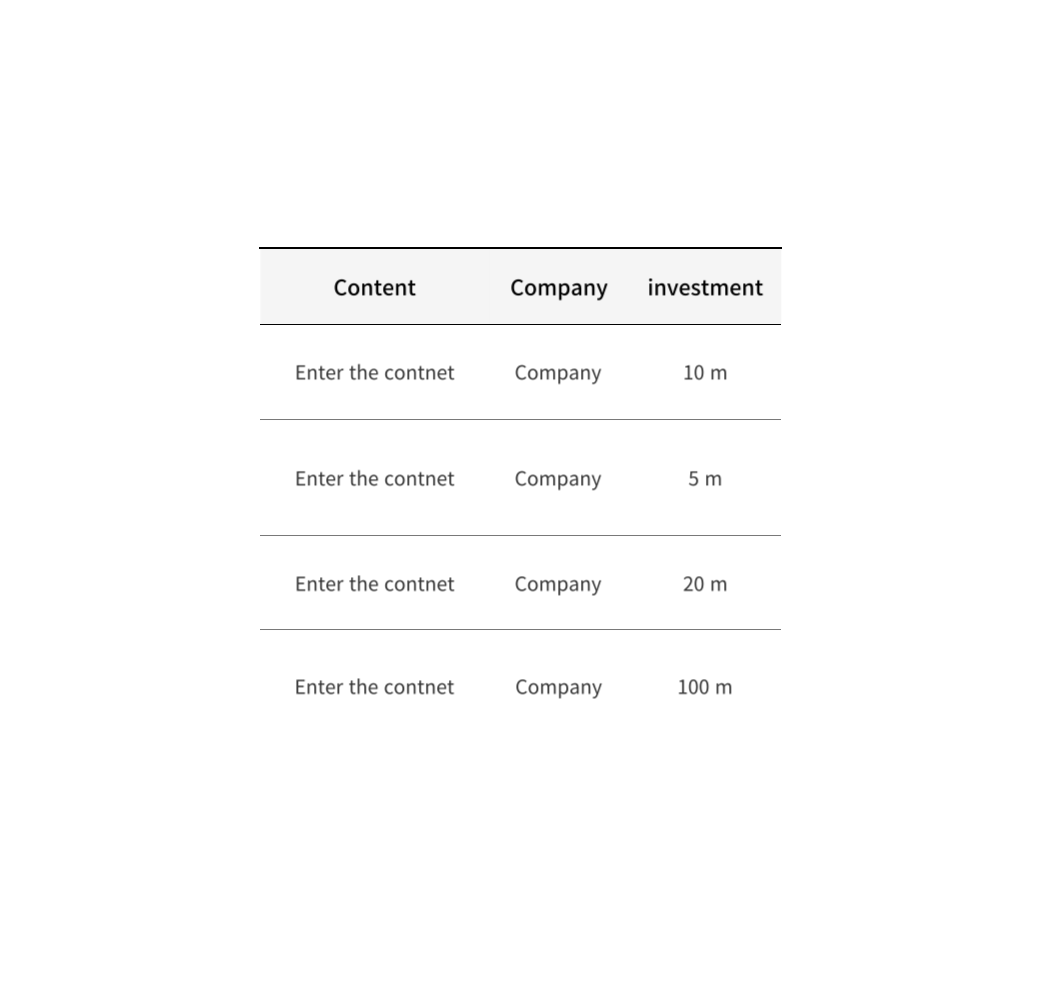 Content Company investment
Enter the contnet Company 10 m
Enter the contnet Company 5 m
Enter the contnet Company 20 m
Enter the contnet Company 100 m